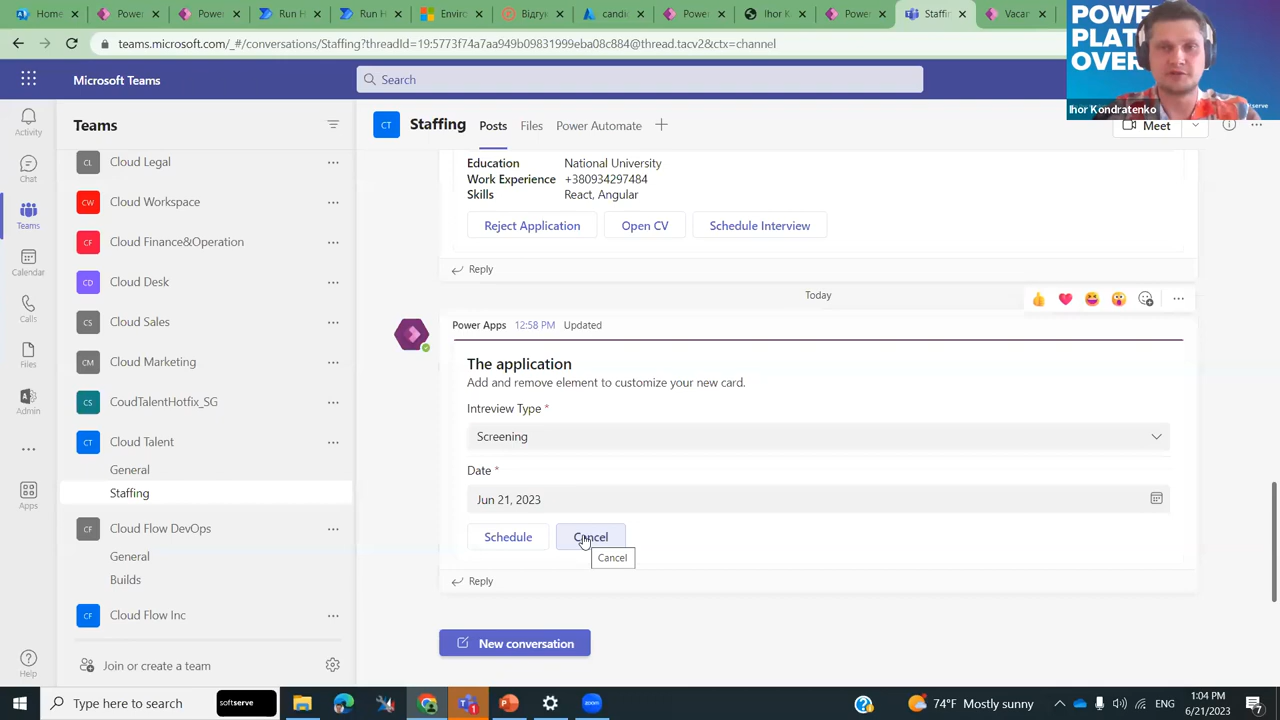 Home
Power
Power
Run H
Run H
Enviro
Відгук
candi
Power
Ihor K
Power
Staffin
Vacan
teams.microsoft.com/_#/conversations/Staffing?threadId=19:5773f74a7aa949b09831999eba08c884@thread.tacv2&ctx=channel
POWER
PLAT
OVER
Ihor Kondratenko
Microsoft Teams
Search
Activity
Chat
Teams
Calendar
Calls
Files
Admin
Apps
Help
Teams
CL Cloud Legal
CW Cloud Workspace
CF Cloud Finance&Operation
CD Cloud Desk
CS Cloud Sales
CM Cloud Marketing
CS CoudTalentHotfix_SG
CT Cloud Talent
General
Staffing
CF Cloud Flow DevOps
General
Builds
CF Cloud Flow Inc
Join or create a team
CT Staffing Posts Files Power Automate
Meet
Education National University
Work Experience +380934297484
Skills React, Angular
Reject Application Open CV Schedule Interview
Reply
Today
Power Apps 12:58 PM Updated
The application
Add and remove element to customize your new card.
Intreview Type *
Screening
Date *
Jun 21, 2023
Schedule Cancel
Cancel
Reply
New conversation
Type here to search
softserve
74°F Mostly sunny
ENG
1:04 PM
6/21/2023
7